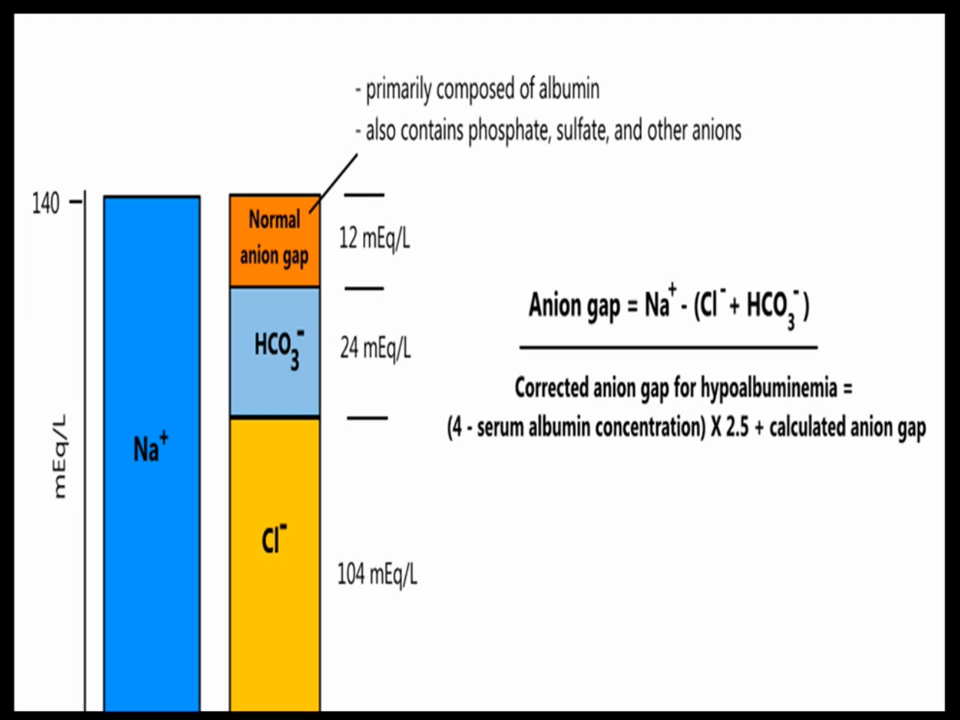 - primarily composed of albumin
- also contains phosphate, sulfate, and other anions
140
Normal
anion gap
12 mEq/L
HCO3-
24 mEq/L
Anion gap = Na+ - (Cl- + HCO3-)
Corrected anion gap for hypoalbuminemia =
(4 - serum albumin concentration) X 2.5 + calculated anion gap
mEq/L
Na+
Cl-
104 mEq/L